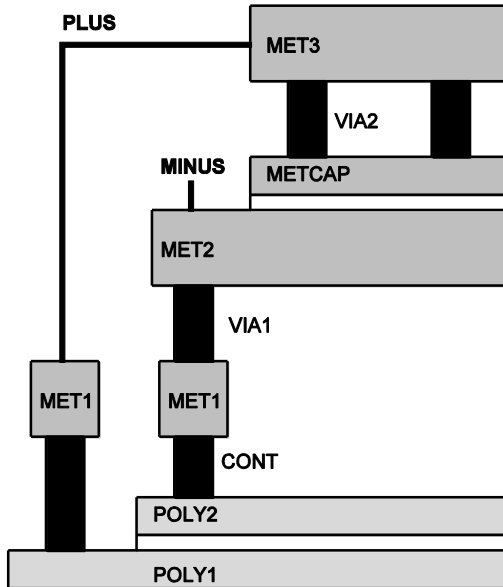 PLUS
MET3
VIA2
MINUS
METCAP
MET2
VIA1
MET1
MET1
CONT
POLY2
POLY1